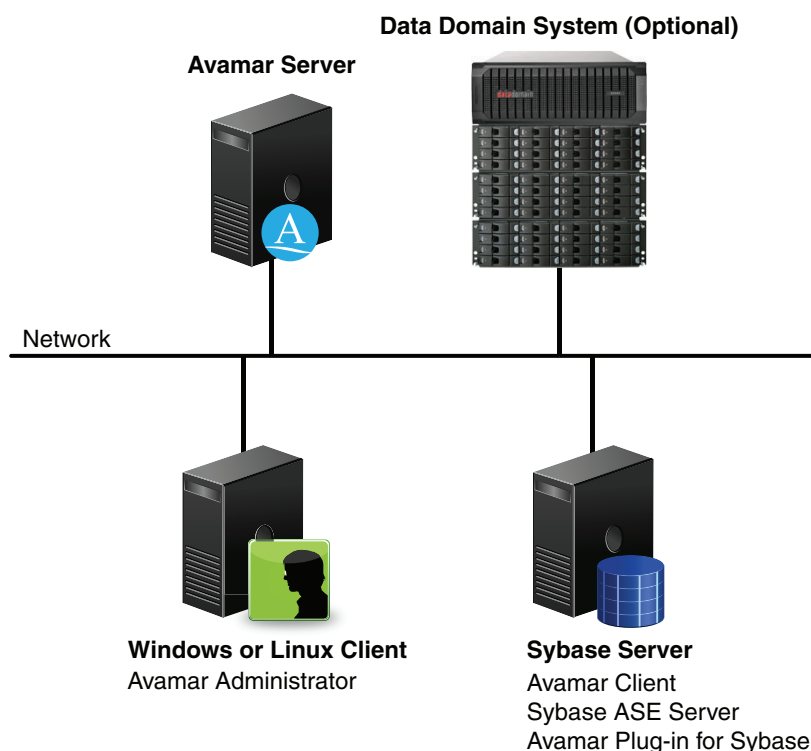 Data Domain System (Optional)
Avamar Server
datadomain
A
Network
Windows or Linux Client
Avamar Administrator
Sybase Server
Avamar Client
Sybase ASE Server
Avamar Plug-in for Sybase